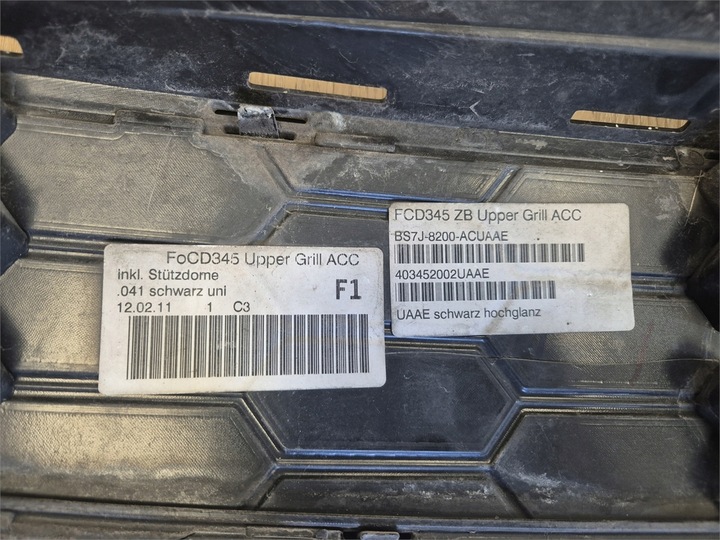 FoCD345 Upper Grill ACC
inkl. Stützdome
.041 schwarz uni
F1
12.02.11 1 C3
FCD345 ZB Upper Grill ACC
BS7J-8200-ACUAAE
403452002UAAE
UAAE schwarz hochglanz